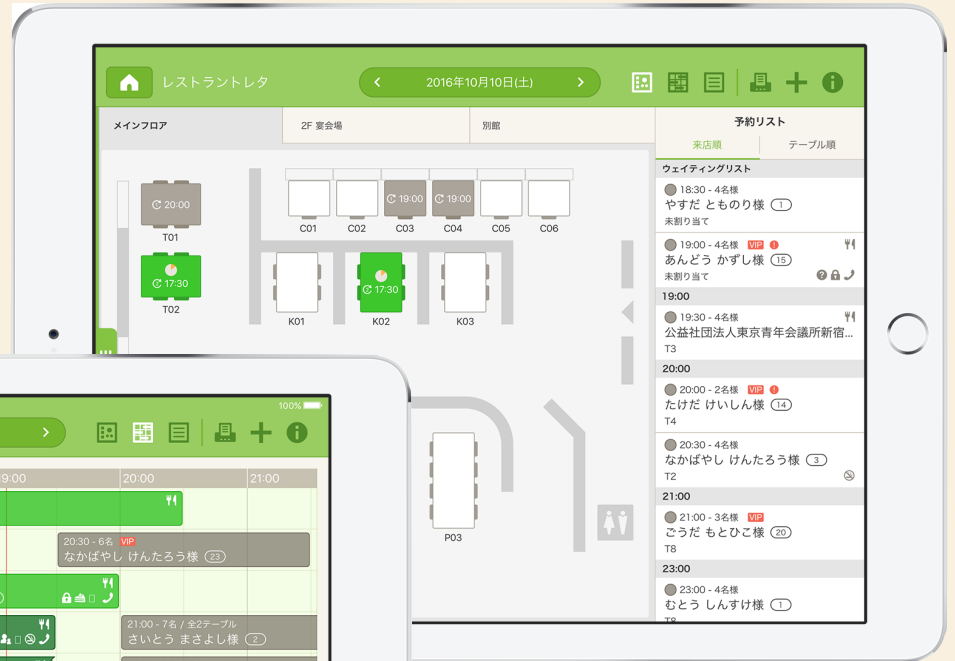 レストラントレタ
2016年10月10日(土)
メインフロア
2F 宴会場
別館
20:00
T01
17:30
T02
C01
C02
19:00
C03
19:00
C04
C05
C06
K01
17:30
K02
K03
P03
予約リスト
来店順
テーブル順
ウェイティングリスト
18:30 - 4名様
やすだ とものり様 1
未割り当て
19:00 - 4名様 VIP
あんどう かずし様 15
未割り当て
19:00
19:30 - 4名様
公益社団法人東京青年会議所新宿...
T3
20:00
20:00 - 2名様 VIP
たけだ けいしん様 14
T4
20:30 - 4名様
なかばやし けんたろう様 3
T2
21:00
21:00 - 3名様 VIP
ごうだ もとひこ様 20
T8
23:00
23:00 - 4名様
むとう しんすけ様 1
T8
100%
9:00
20:00
21:00
20:30 - 6名 VIP
なかばやし けんたろう様 23
21:00 - 7名 / 全2テーブル
さいとう まさよし様 2